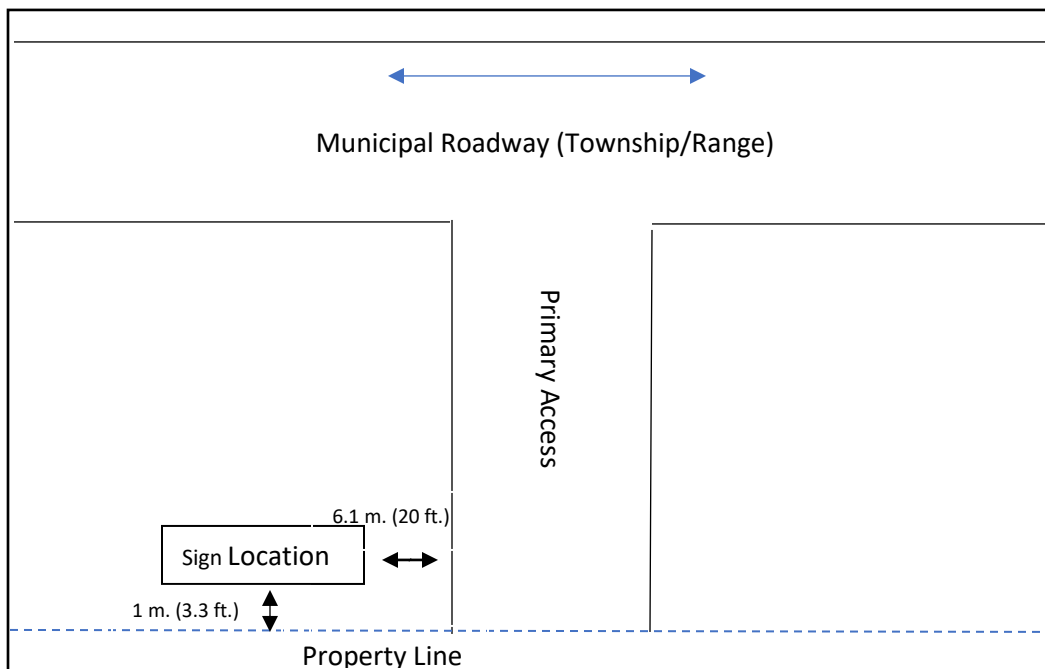 Municipal Roadway (Township/Range)
Primary Access
6.1 m. (20 ft.)
Sign Location
1 m. (3.3 ft.)
Property Line